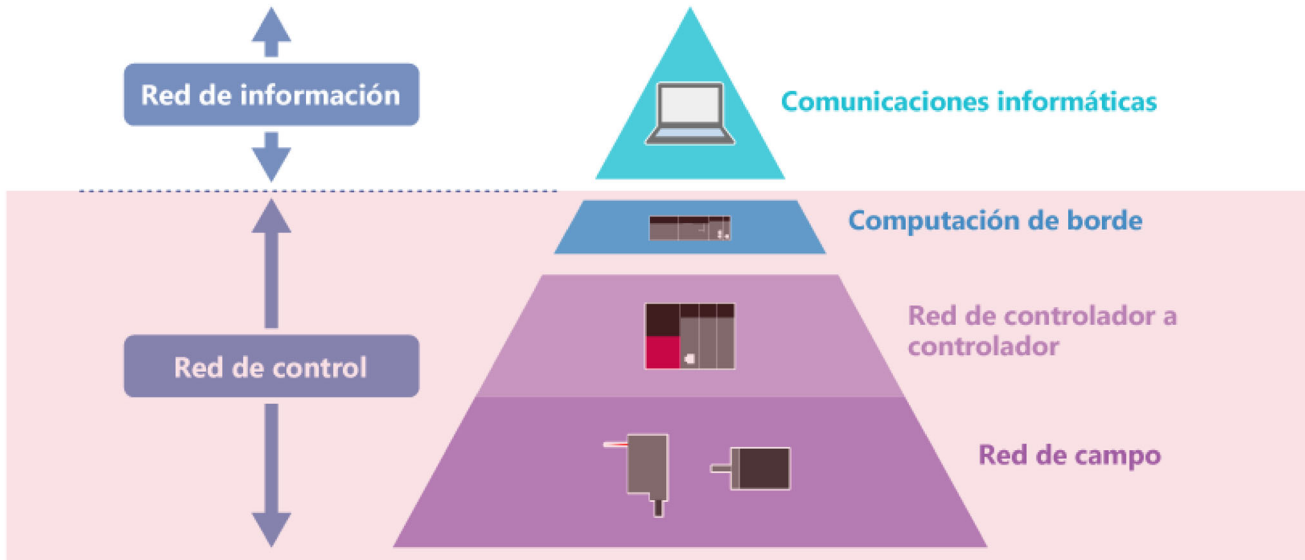 Red de información
Comunicaciones informáticas
Computación de borde
Red de controlador a
controlador
Red de control
Red de campo